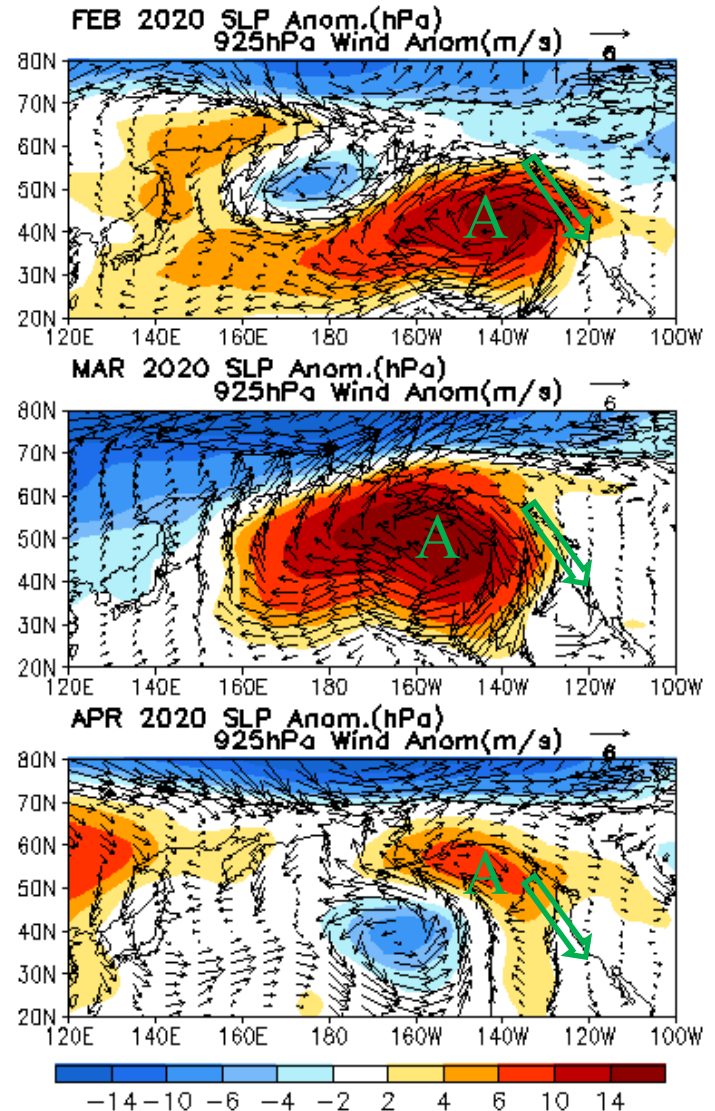 FEB 2020 SLP Anom.(hPa)
925hPa Wind Anom(m/s)
6
80N
70N
60N
50N
40N
30N
20N
A
120E 140E 160E 180 160W 140W 120W 100W
MAR 2020 SLP Anom.(hPa)
925hPa Wind Anom(m/s)
6
80N
70N
60N
50N
40N
30N
20N
A
120E 140E 160E 180 160W 140W 120W 100W
APR 2020 SLP Anom.(hPa)
925hPa Wind Anom(m/s)
6
80N
70N
60N
50N
40N
30N
20N
A
120E 140E 160E 180 160W 140W 120W 100W
-14 -10 -6 -4 -2 2 4 6 10 14